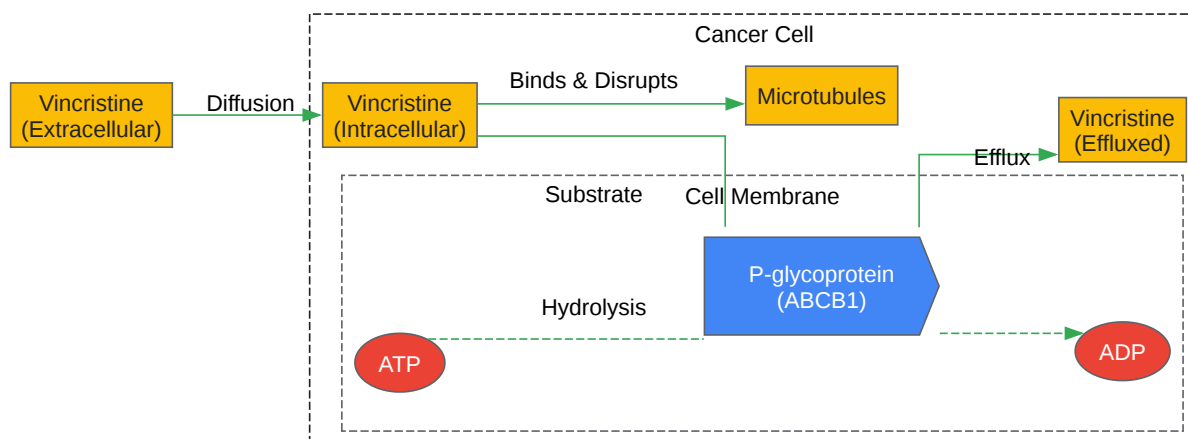 Cancer Cell
Vincristine
(Extracellular)
Diffusion
Vincristine
(Intracellular)
Binds & Disrupts
Microtubules
Vincristine
(Effluxed)
Efflux
Substrate
Cell Membrane
P-glycoprotein
(ABCB1)
Hydrolysis
ATP
ADP